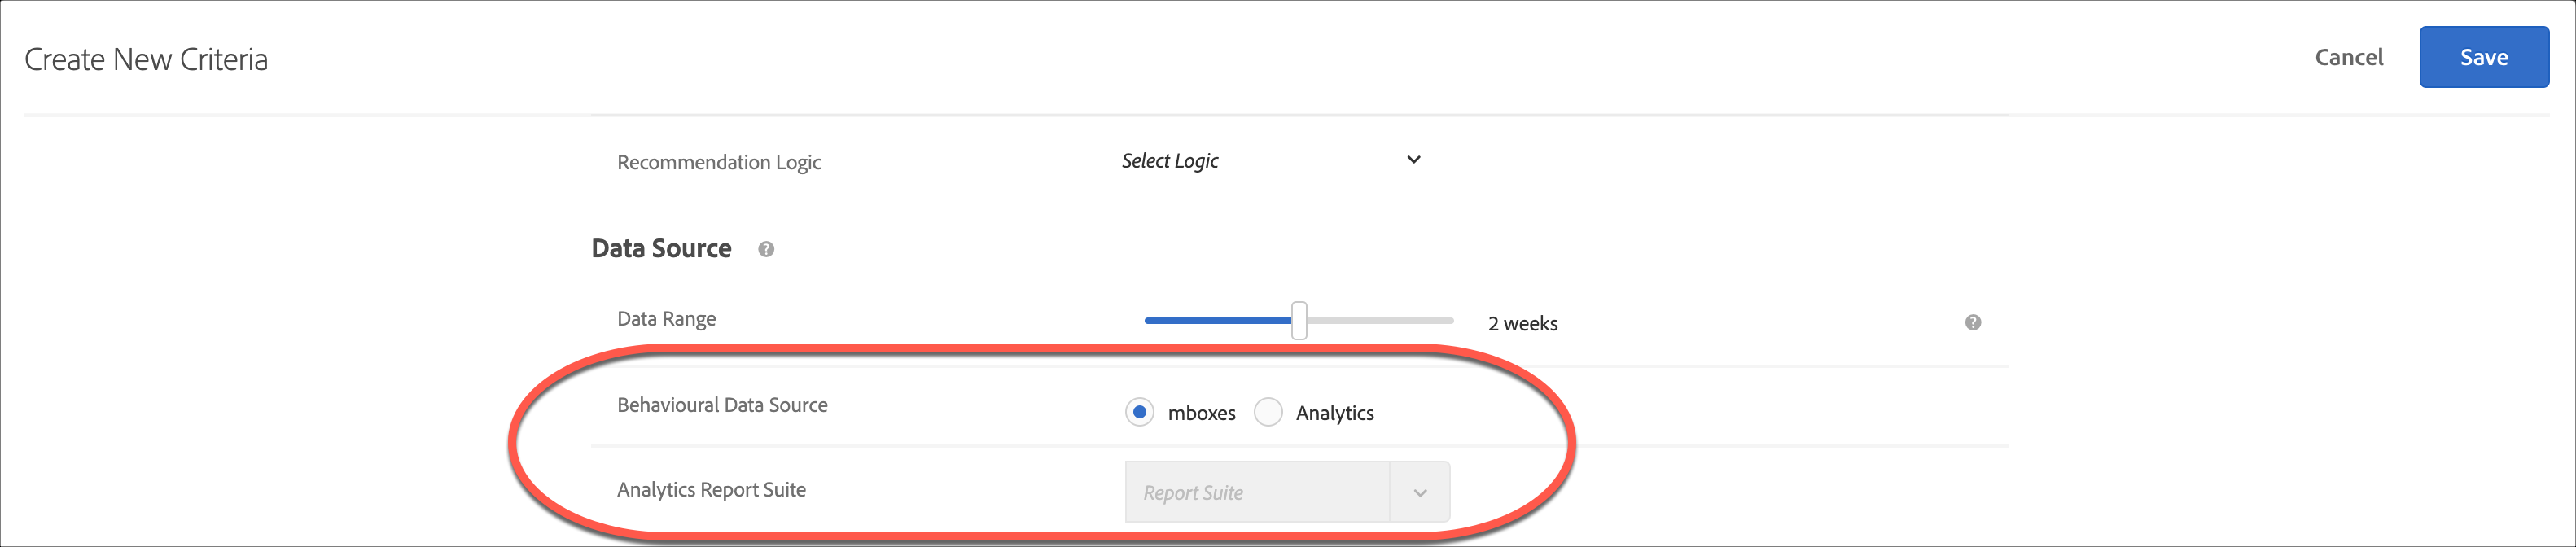 Create New Criteria
Cancel
Save
Recommendation Logic
Select Logic
Data Source
?
Data Range
2 weeks
?
Behavioural Data Source
mboxes
Analytics
Analytics Report Suite
Report Suite